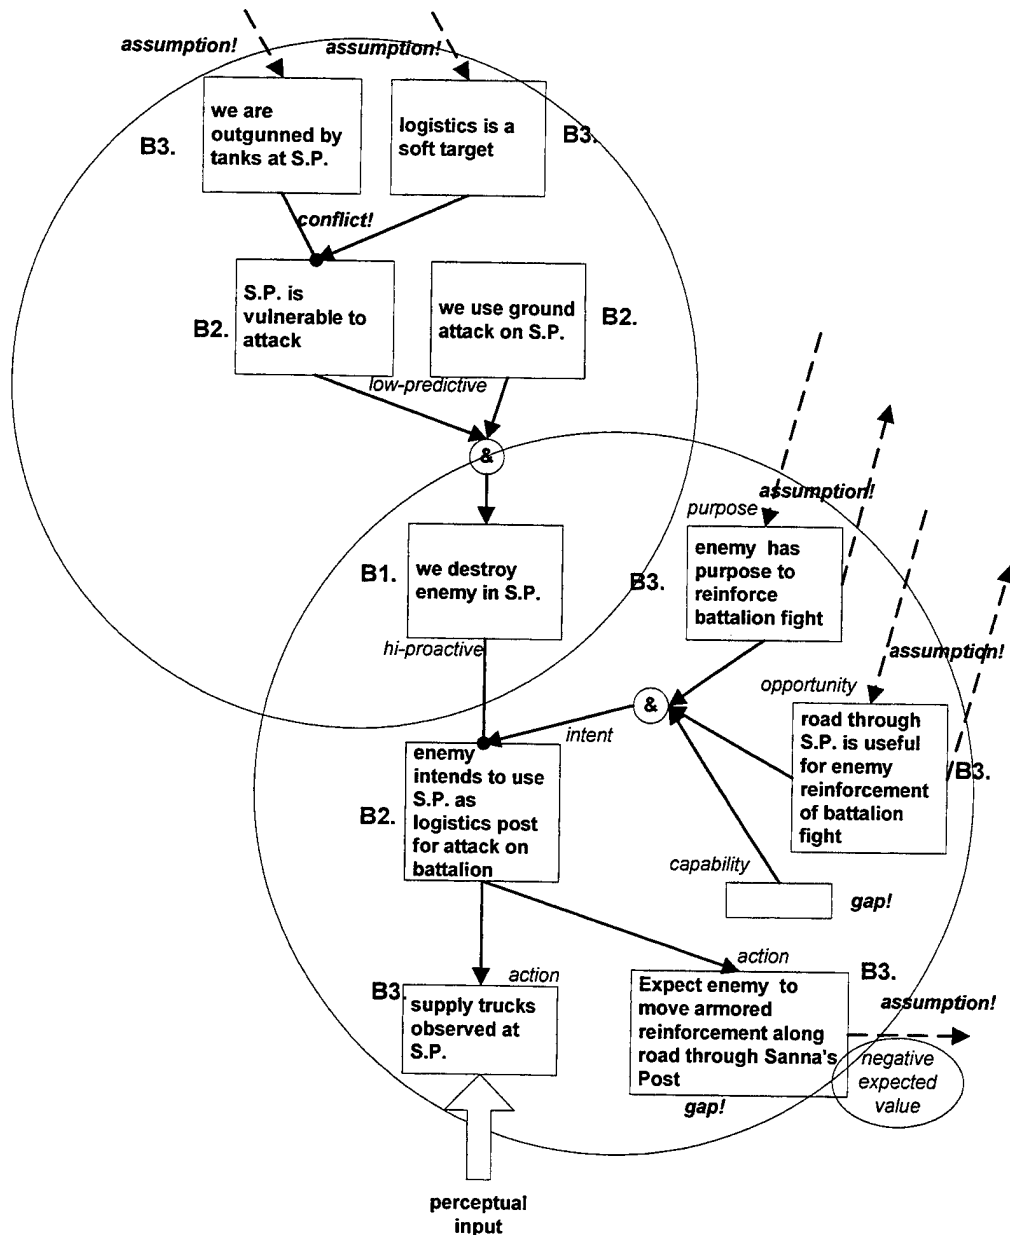 assumption!
assumption!
we are
outgunned by
tanks at S.P.
logistics is a
soft target
B3.
B3.
conflict!
S.P. is
vulnerable to
attack
we use ground
attack on S.P.
B2.
B2.
low-predictive
&
purpose
assumption!
enemy has
purpose to
reinforce
battalion fight
B3.
B1.
we destroy
enemy in S.P.
hi-proactive
assumption!
opportunity
&
intent
road through
S.P. is useful
for enemy
reinforcement
of battalion
fight
B3.
enemy
intends to use
S.P. as
logistics post
for attack on
battalion
B2.
capability
gap!
action
action
B3.
B3.
supply trucks
observed at
S.P.
Expect enemy to
move armored
reinforcement along
road through Sanna's
Post
assumption!
negative
expected
value
gap!
perceptual
input